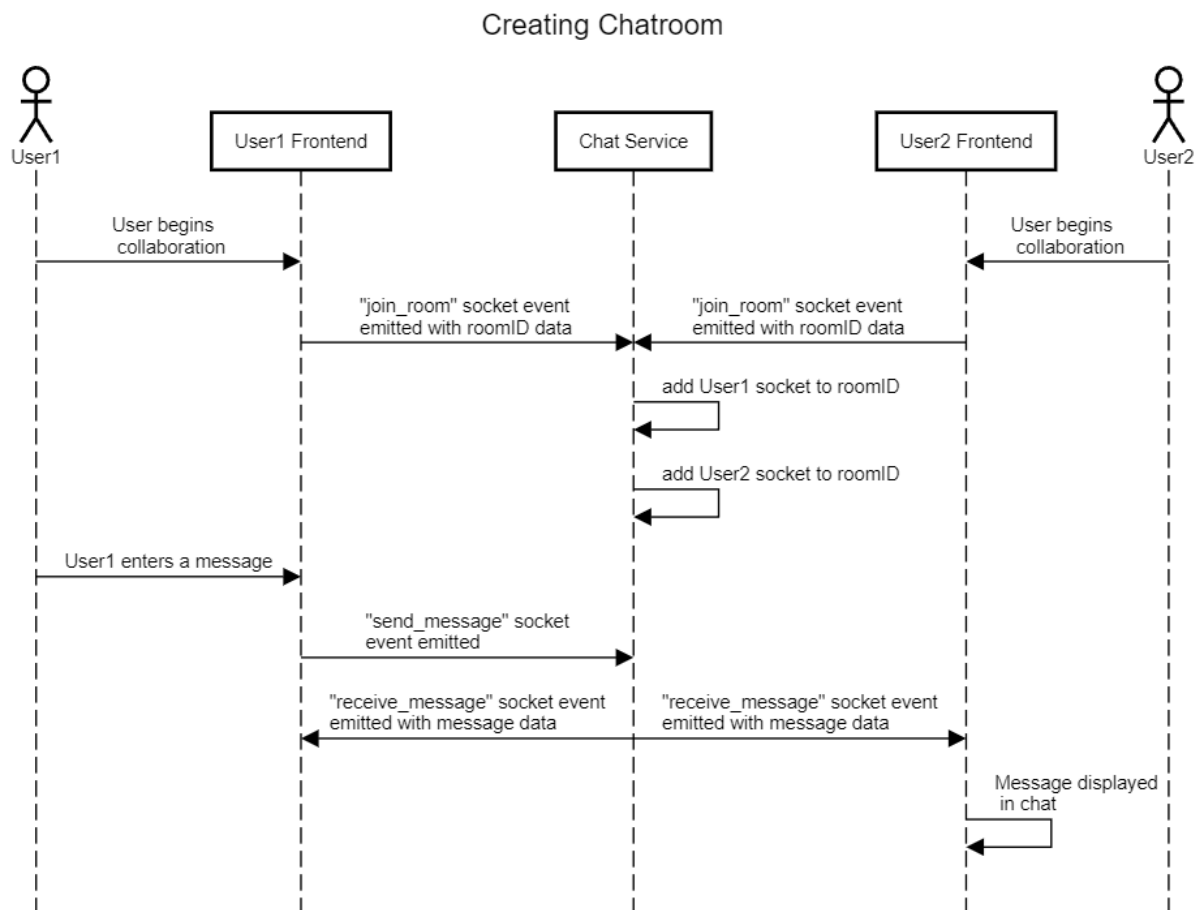 Creating Chatroom
User1
User1 Frontend
Chat Service
User2 Frontend
User2
User begins
collaboration
User begins
collaboration
"join_room" socket event
emitted with roomID data
"join_room" socket event
emitted with roomID data
add User1 socket to roomID
add User2 socket to roomID
User1 enters a message
"send_message" socket
event emitted
"receive_message" socket event
emitted with message data
"receive_message" socket event
emitted with message data
Message displayed
in chat